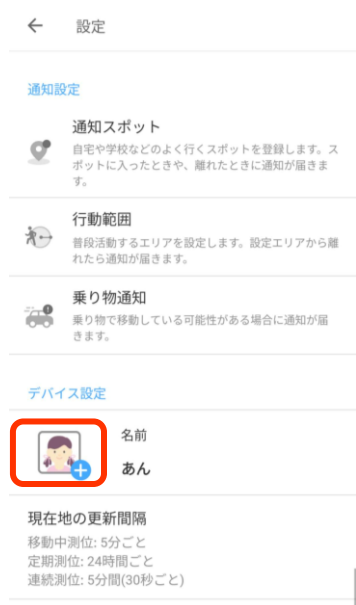 設定
通知設定
通知スポット
自宅や学校などのよく行くスポットを登録します。ス
ポットに入ったときや、離れたときに通知が届きま
す。
行動範囲
普段活動するエリアを設定します。設定エリアから離
れたら通知が届きます。
乗り物通知
乗り物で移動している可能性がある場合に通知が届
きます。
デバイス設定
名前
あん
現在地の更新間隔
移動中測位: 5分ごと
定期測位: 24時間ごと
連続測位: 5分間(30秒ごと)